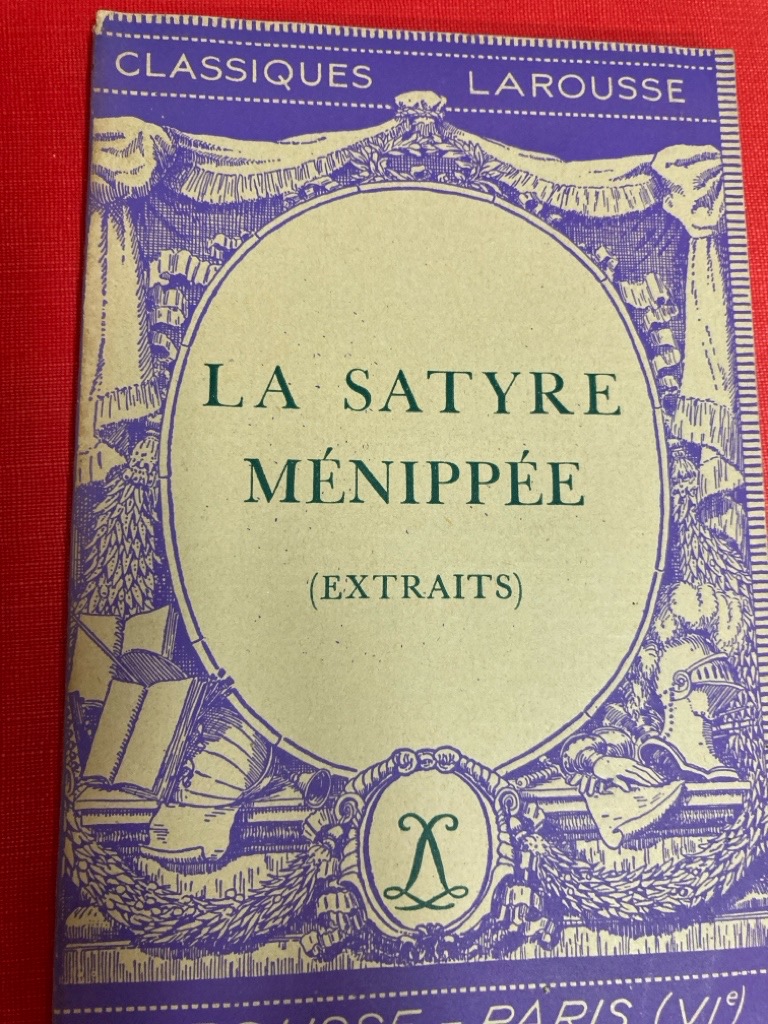 CLASSIQUES LAROUSSE
LA SATYRE
MÉNIPPÉE
(EXTRAITS)
PARIS (VIe)